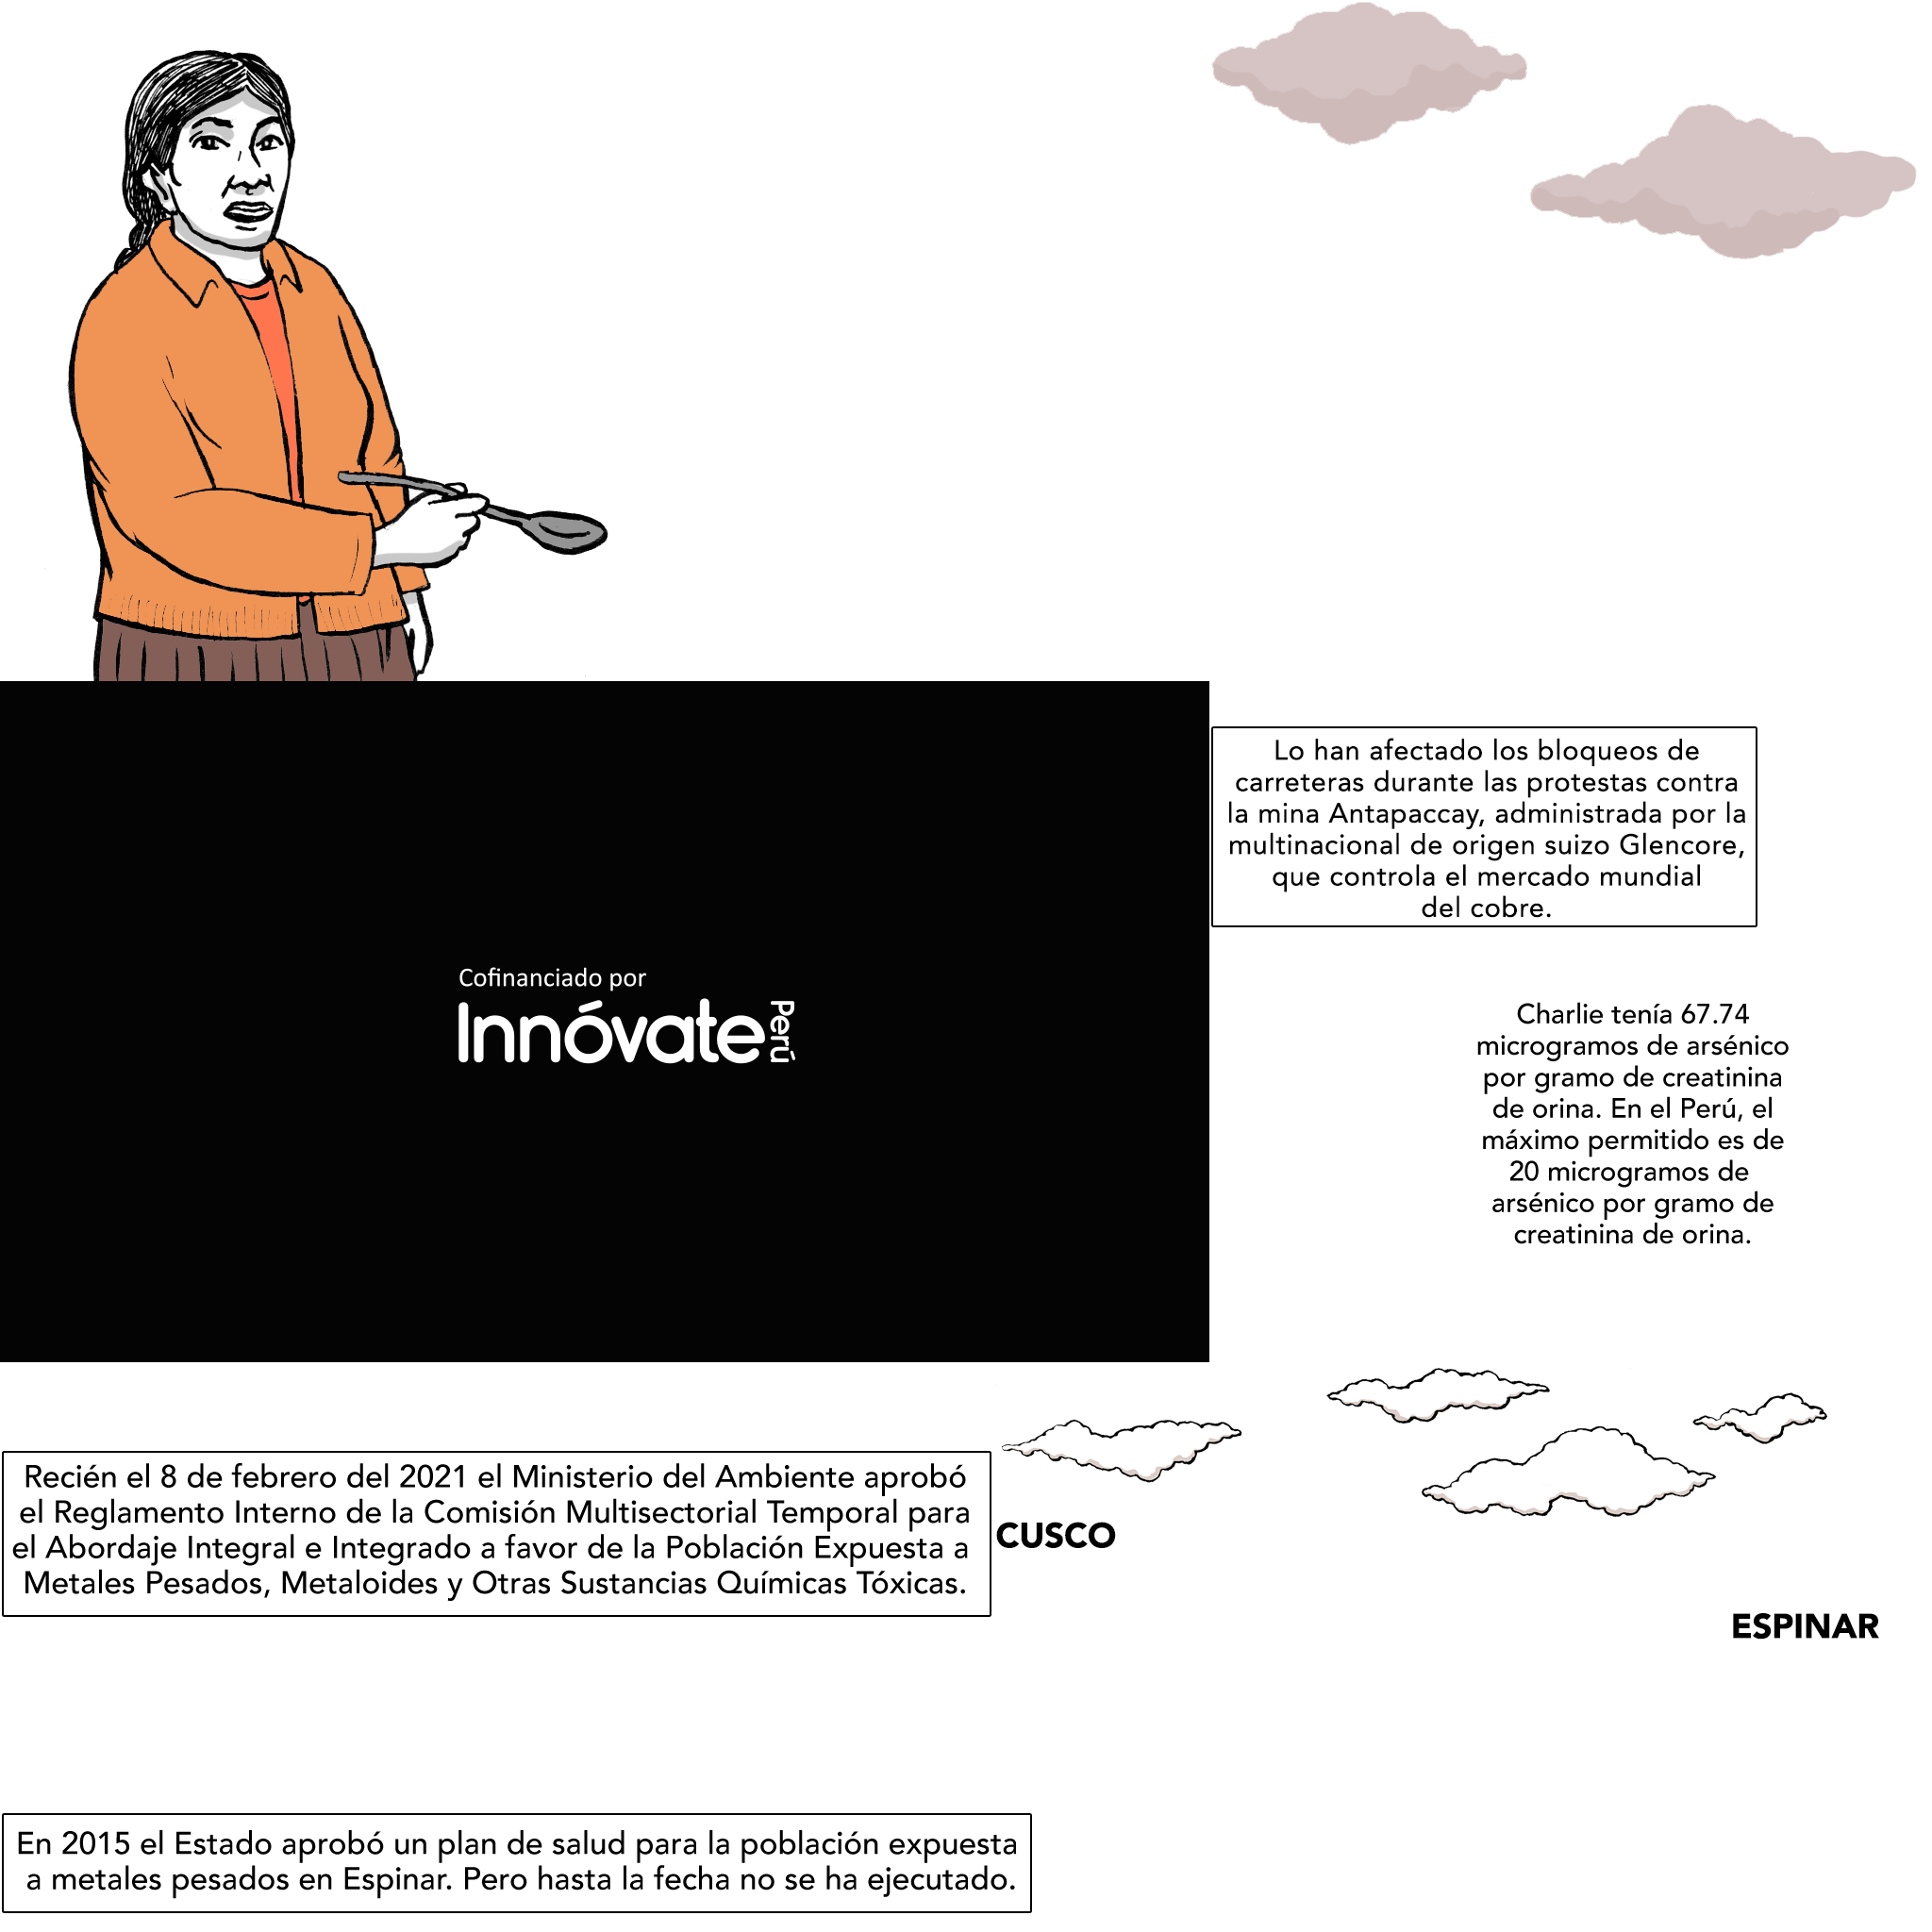 Lo han afectado los bloqueos de
carreteras durante las protestas contra
la mina Antapaccay, administrada por la
multinacional de origen suizo Glencore,
que controla el mercado mundial
del cobre.
Cofinanciado por
Innóvate Perú
Charlie tenía 67.74
microgramos de arsénico
por gramo de creatinina
de orina. En el Perú, el
máximo permitido es de
20 microgramos de
arsénico por gramo de
creatinina de orina.
Recién el 8 de febrero del 2021 el Ministerio del Ambiente aprobó
el Reglamento Interno de la Comisión Multisectorial Temporal para
el Abordaje Integral e Integrado a favor de la Población Expuesta a
Metales Pesados, Metaloides y Otras Sustancias Químicas Tóxicas.
CUSCO
ESPINAR
En 2015 el Estado aprobó un plan de salud para la población expuesta
a metales pesados en Espinar. Pero hasta la fecha no se ha ejecutado.